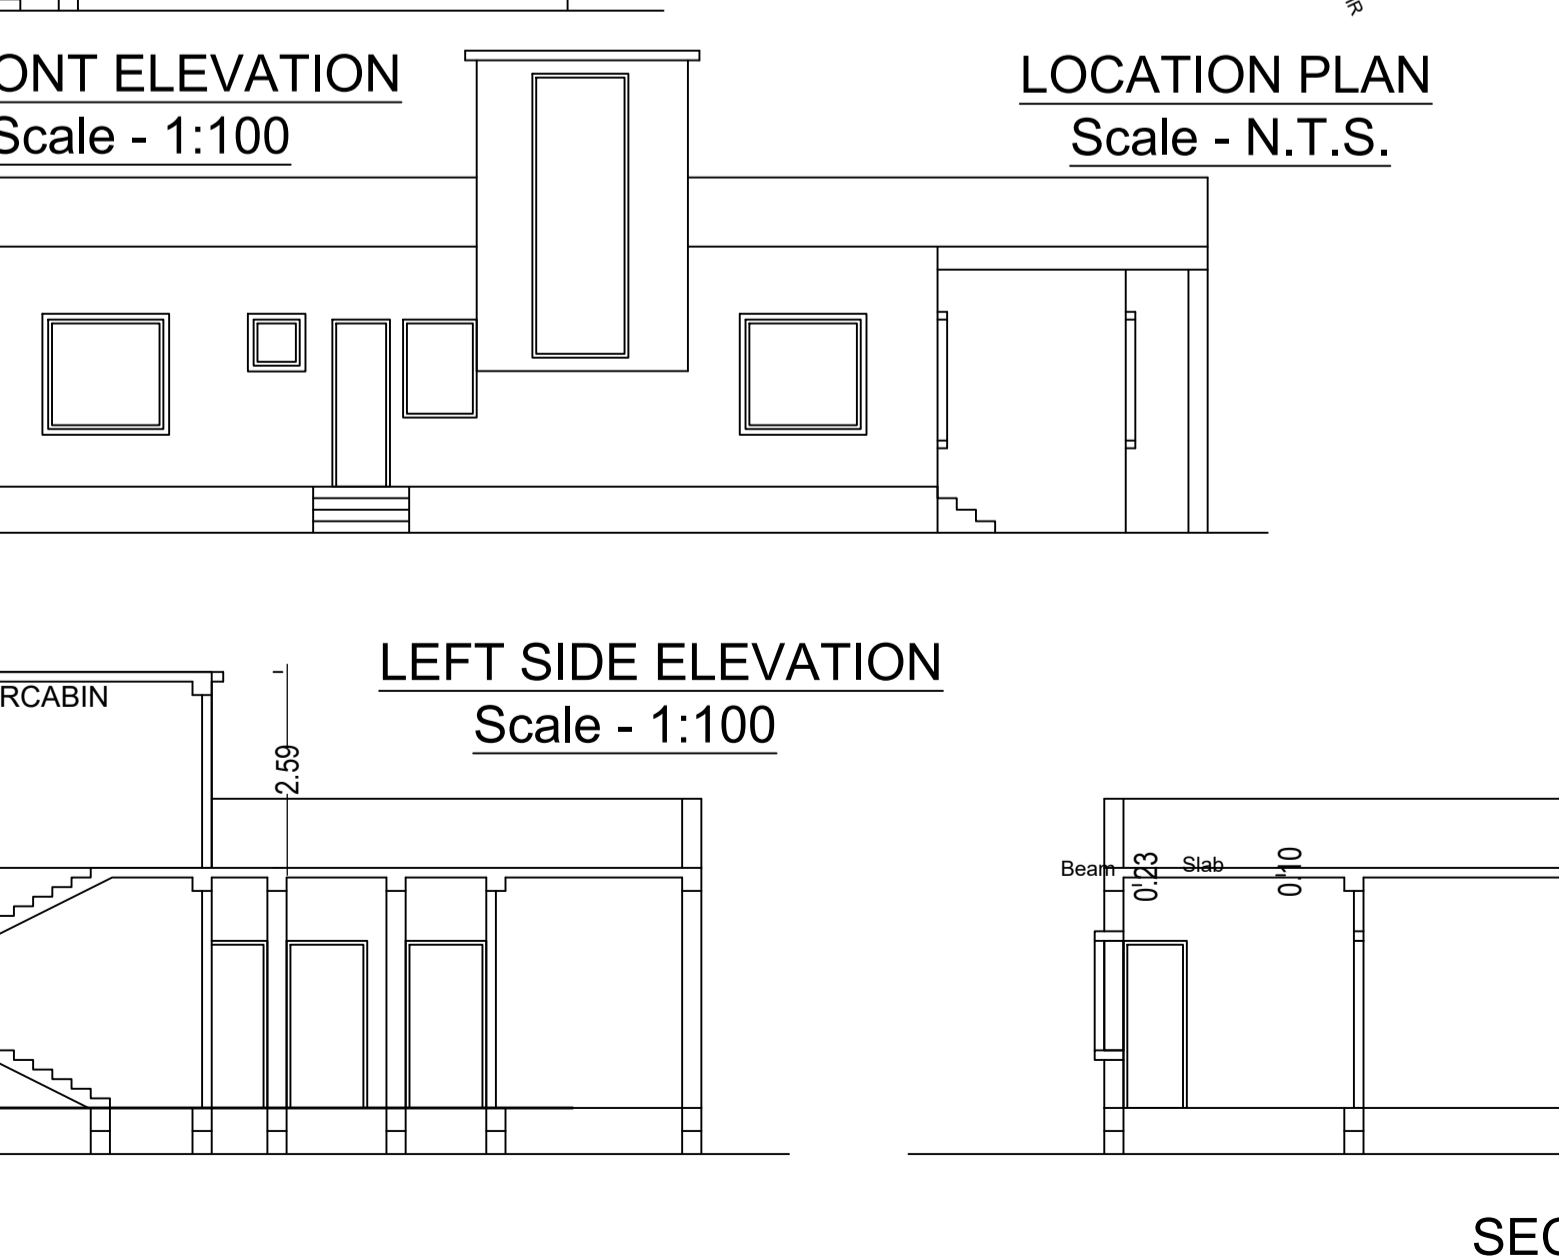 IR
ONT ELEVATION
Scale - 1:100
LOCATION PLAN
Scale - N.T.S.
LEFT SIDE ELEVATION
Scale - 1:100
RCABIN
2.59
Beam
0.23
Slab
0.10
SEC